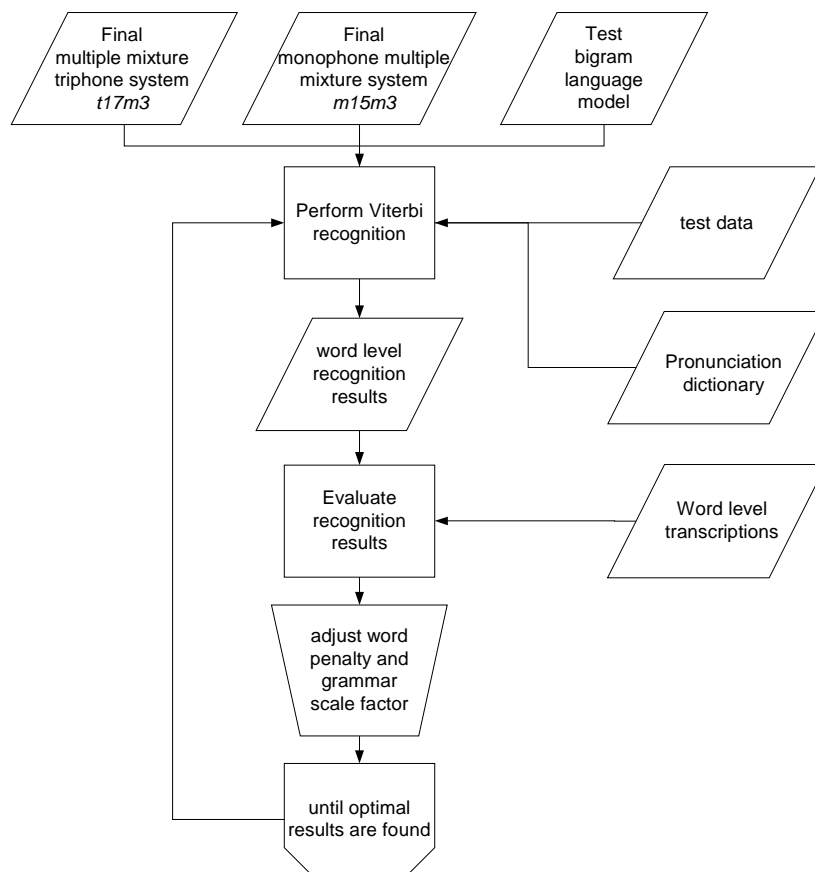 Final
multiple mixture
triphone system
t17m3
Final
monophone multiple
mixture system
m15m3
Test
bigram
language
model
Perform Viterbi
recognition
test data
word level
recognition
results
Pronunciation
dictionary
Evaluate
recognition
results
Word level
transcriptions
adjust word
penalty and
grammar
scale factor
until optimal
results are found